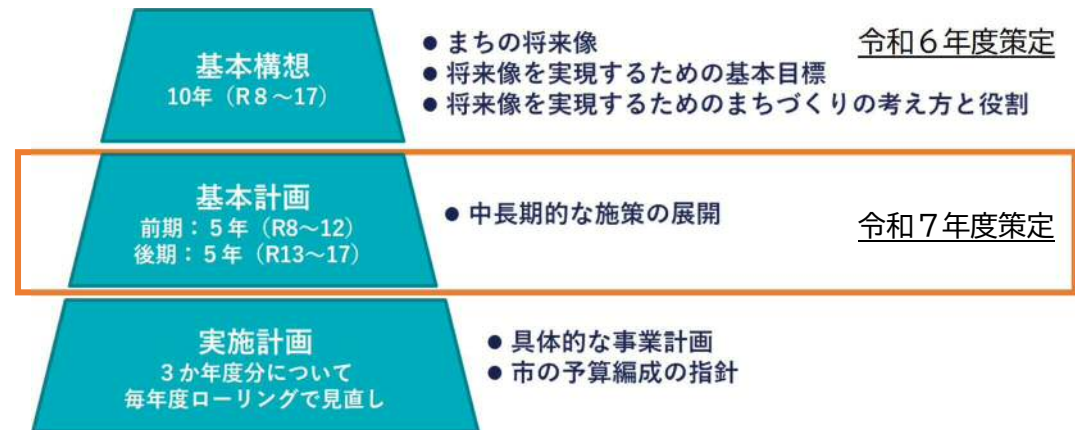 基本構想
10年（R８～17）
● まちの将来像
● 将来像を実現するための基本目標
● 将来像を実現するためのまちづくりの考え方と役割
令和６年度策定
基本計画
前期：５年（R8～12）
後期：５年（R13～17）
● 中長期的な施策の展開
令和７年度策定
実施計画
３か年度分について
毎年度ローリングで見直し
● 具体的な事業計画
● 市の予算編成の指針